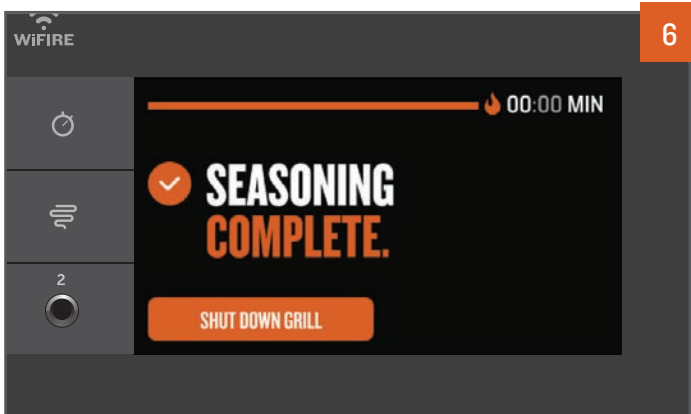 WiFIRE
6
00:00 MIN
SEASONING
COMPLETE.
2
SHUT DOWN GRILL